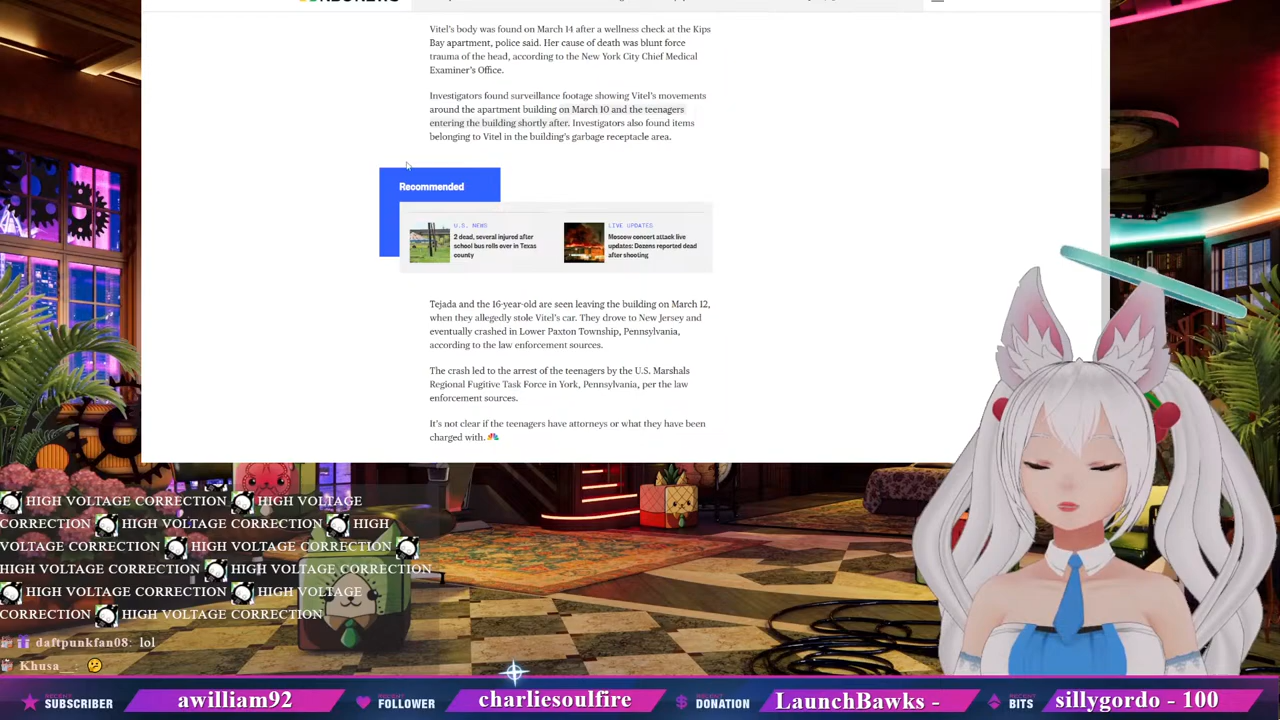 Vitel's body was found on March 14 after a wellness check at the Kips
Bay apartment, police said. Her cause of death was blunt force
trauma of the head, according to the New York City Chief Medical
Examiner's Office.
Investigators found surveillance footage showing Vitel's movements
around the apartment building on March 10 and the teenagers
entering the building shortly after. Investigators also found items
belonging to Vitel in the building's garbage receptacle area.
Recommended
U.S. NEWS
2 dead, several injured after
school bus rolls over in Texas
county
LIVE UPDATES
Moscow concert attack live
updates: Dozens reported dead
after shooting
Tejada and the 16-year-old are seen leaving the building on March 12,
when they allegedly stole Vitel's car. They drove to New Jersey and
eventually crashed in Lower Paxton Township, Pennsylvania,
according to the law enforcement sources.
The crash led to the arrest of the teenagers by the U.S. Marshals
Regional Fugitive Task Force in York, Pennsylvania, per the law
enforcement sources.
It's not clear if the teenagers have attorneys or what they have been
charged with.
HIGH VOLTAGE CORRECTION HIGH VOLTAGE
CORRECTION HIGH VOLTAGE CORRECTION HIGH
VOLTAGE CORRECTION HIGH VOLTAGE CORRECTION
HIGH VOLTAGE CORRECTION HIGH VOLTAGE CORRECTION
HIGH VOLTAGE CORRECTION HIGH VOLTAGE
CORRECTION HIGH VOLTAGE CORRECTION
daftpunkfan08: lol
Khusa__: 🤔
RECENT SUBSCRIBER awilliam92
RECENT FOLLOWER charliesoulfire
RECENT DONATION LaunchBawks -
RECENT BITS sillygordo - 100